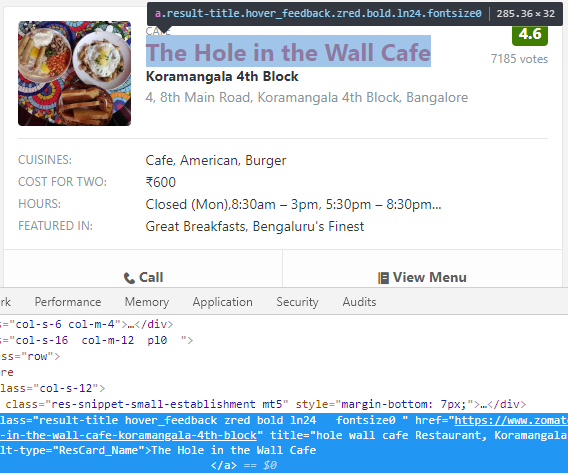 a.result-title.hover_feedback.zred.bold.ln24.fontsize0 | 285.36 × 32
CAFÉ
The Hole in the Wall Cafe
4.6
7185 votes
Koramangala 4th Block
4, 8th Main Road, Koramangala 4th Block, Bangalore
CUISINES: Cafe, American, Burger
COST FOR TWO: ₹600
HOURS: Closed (Mon),8:30am – 3pm, 5:30pm – 8:30pm...
FEATURED IN: Great Breakfasts, Bengaluru's Finest
Call View Menu
rk Performance Memory Application Security Audits
s="col-s-6 col-m-4">…</div>
="col-s-16 col-m-12 pl0 ">
ss="row">
re
lass="col-s-12">
class="res-snippet-small-establishment mt5" style="margin-bottom: 7px;">…</div>
lass="result-title hover_feedback zred bold ln24 fontsize0 " href="https://www.zomat
-in-the-wall-cafe-koramangala-4th-block" title="hole wall cafe Restaurant, Koramangala
lt-type="ResCard_Name">The Hole in the Wall Cafe
</a> == $0